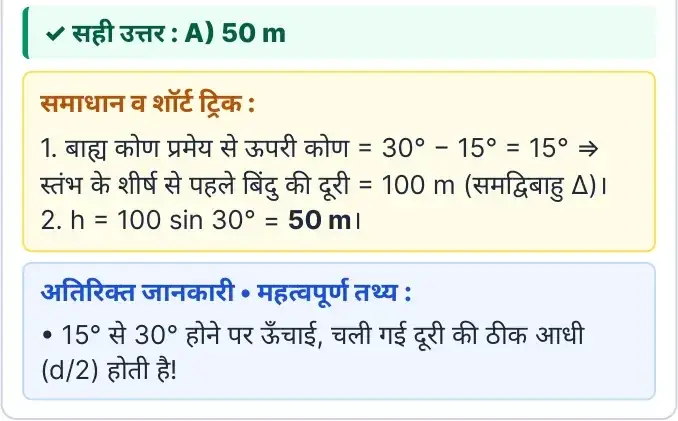 ✓ सही उत्तर : A) 50 m
समाधान व शॉर्ट ट्रिक :
1. बाह्य कोण प्रमेय से ऊपरी कोण = 30° − 15° = 15° ⇒
स्तंभ के शीर्ष से पहले बिंदु की दूरी = 100 m (समद्विबाहु Δ)।
2. h = 100 sin 30° = 50 m।
अतिरिक्त जानकारी • महत्वपूर्ण तथ्य :
• 15° से 30° होने पर ऊँचाई, चली गई दूरी की ठीक आधी
(d/2) होती है!